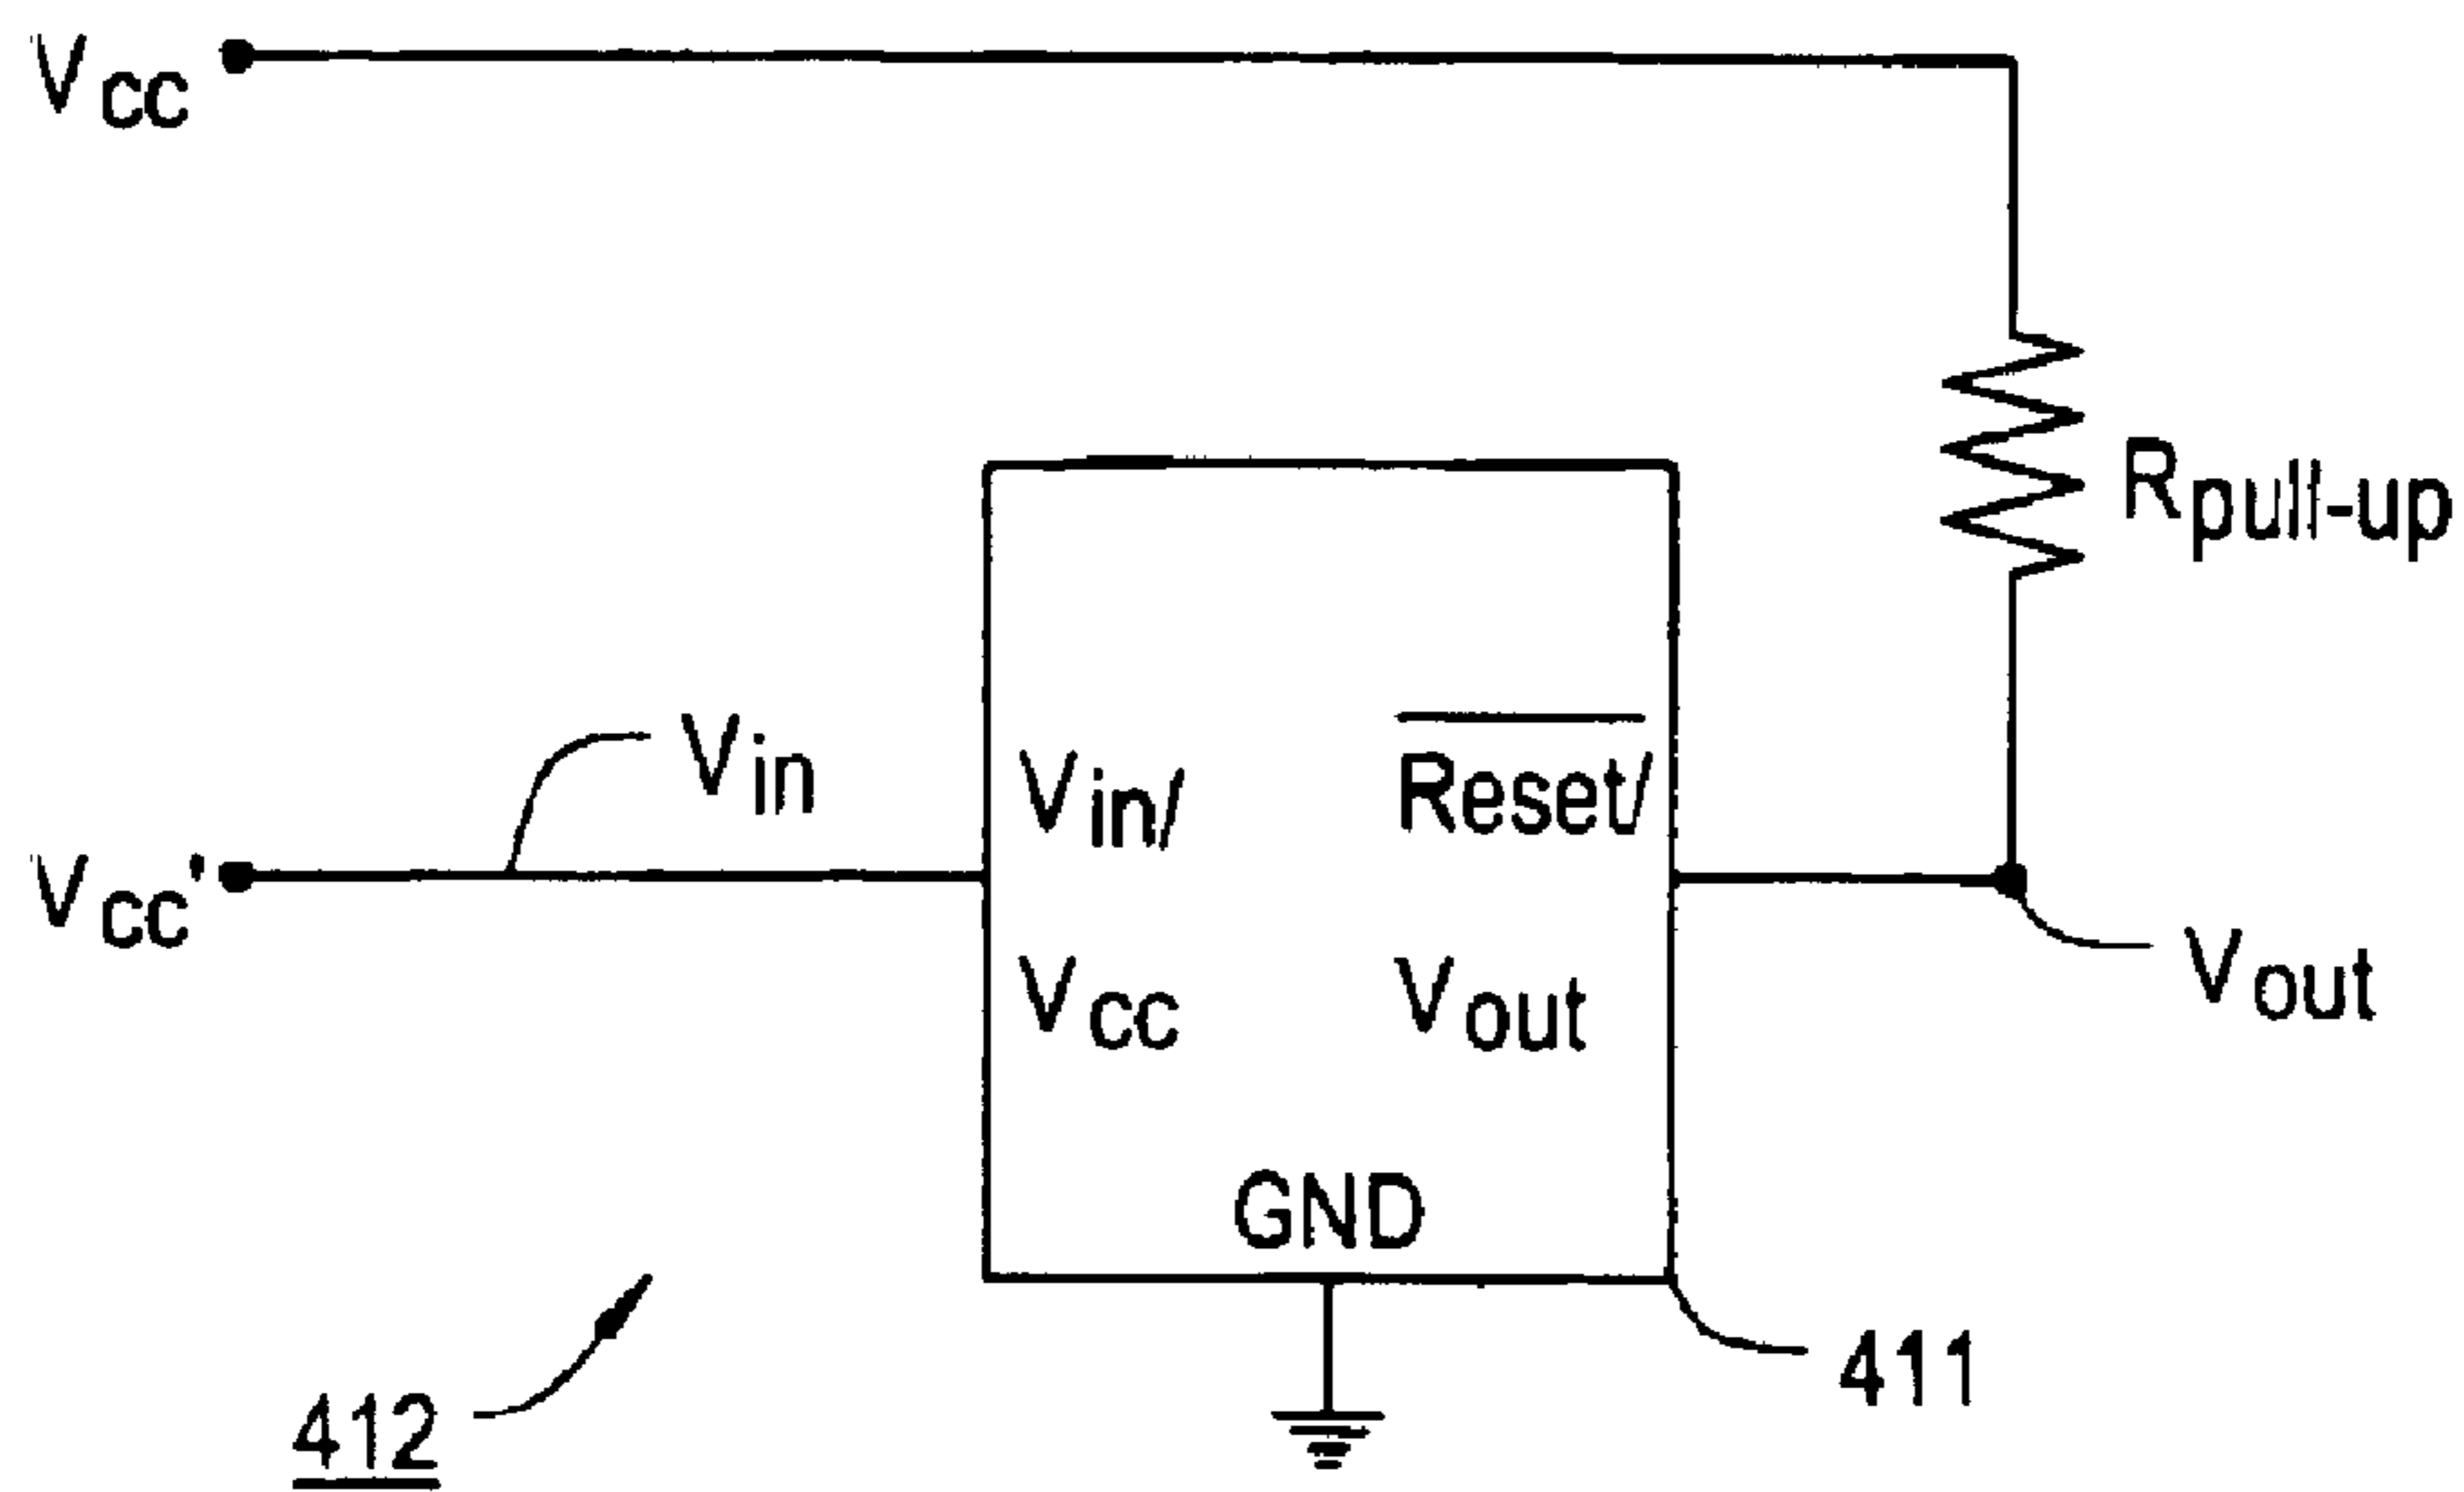 Vcc
Rpull-up
Vin
Vin/
Reset/
Vcc'
Vcc
Vout
Vout
GND
411
412